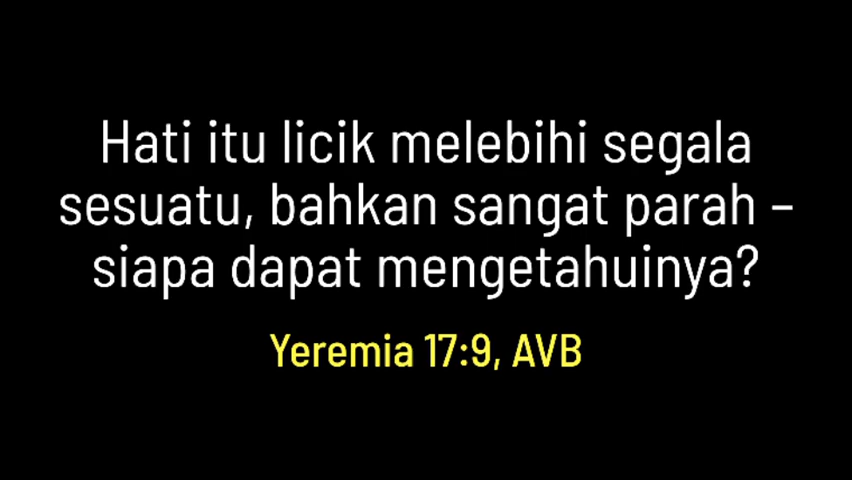 Hati itu licik melebihi segala
sesuatu, bahkan sangat parah –
siapa dapat mengetahuinya?
Yeremia 17:9, AVB